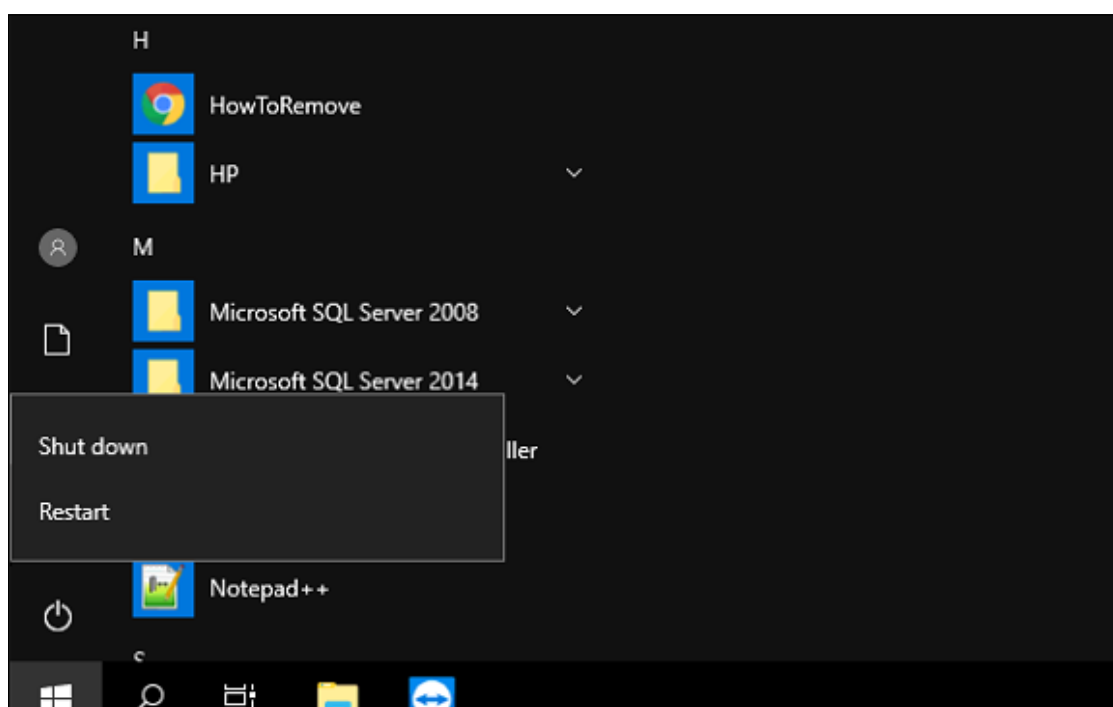 H
HowToRemove
HP
M
Microsoft SQL Server 2008
Microsoft SQL Server 2014
Shut down
ller
Restart
Notepad++
S